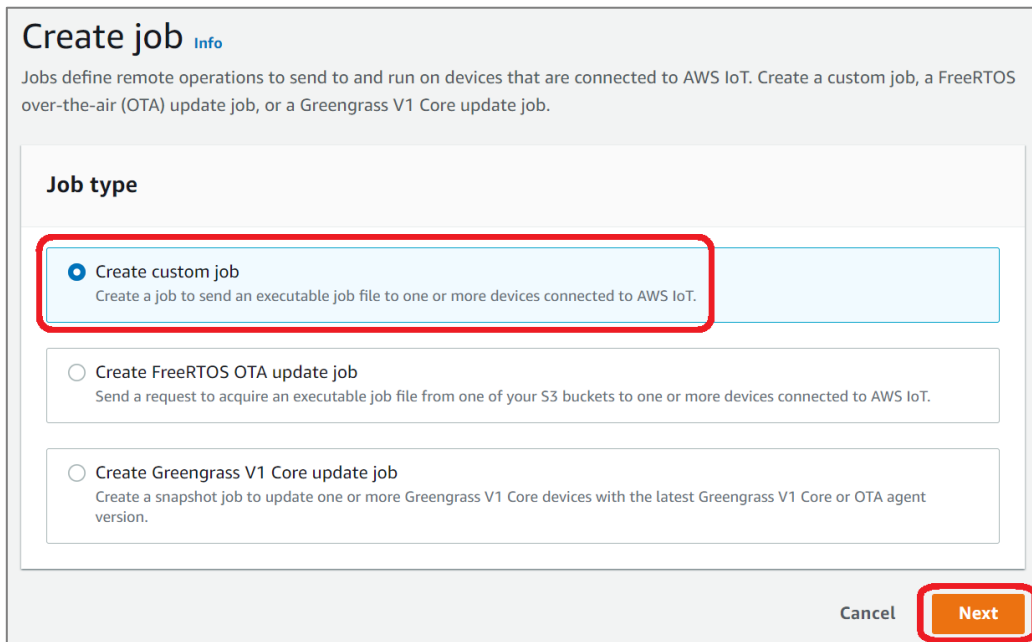 Create job Info
Jobs define remote operations to send to and run on devices that are connected to AWS IoT. Create a custom job, a FreeRTOS
over-the-air (OTA) update job, or a Greengrass V1 Core update job.
Job type
Create custom job
Create a job to send an executable job file to one or more devices connected to AWS IoT.
Create FreeRTOS OTA update job
Send a request to acquire an executable job file from one of your S3 buckets to one or more devices connected to AWS IoT.
Create Greengrass V1 Core update job
Create a snapshot job to update one or more Greengrass V1 Core devices with the latest Greengrass V1 Core or OTA agent
version.
Cancel Next